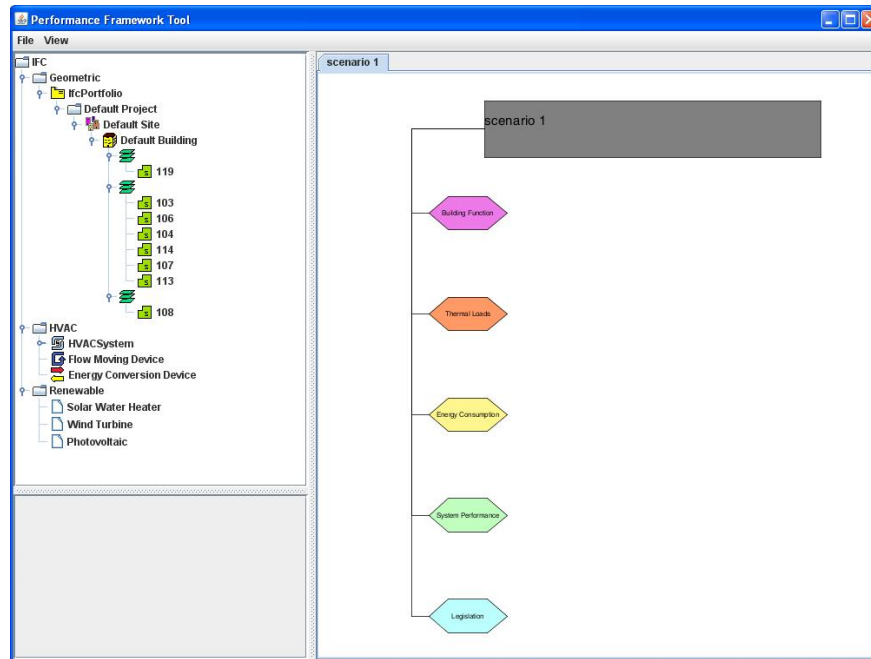 Performance Framework Tool
File View
IFC
Geometric
IfcPortfolio
Default Project
Default Site
Default Building
119
103
106
104
114
107
113
108
HVAC
HVACSystem
Flow Moving Device
Energy Conversion Device
Renewable
Solar Water Heater
Wind Turbine
Photovoltaic
scenario 1
scenario 1
Building Function
Thermal Loads
Energy Consumption
System Performance
Legislation